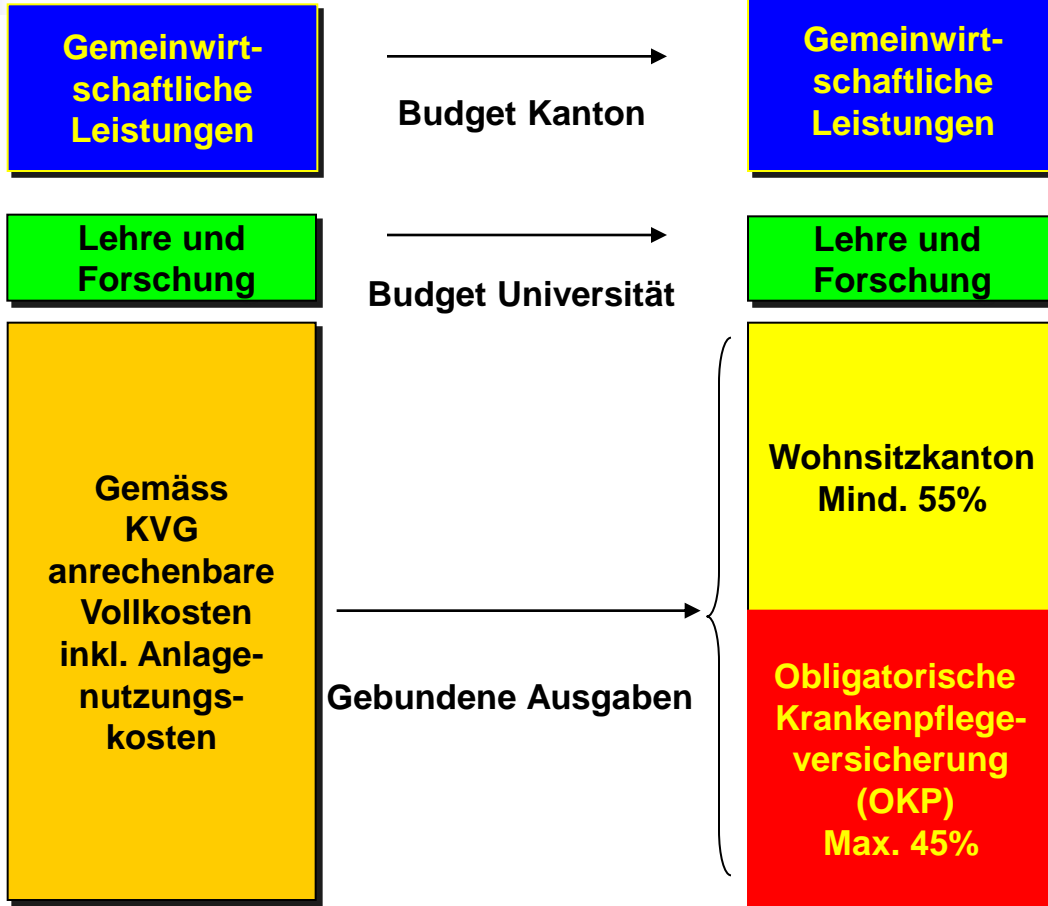 Gemeinwirt-
schaftliche
Leistungen
Budget Kanton
Gemeinwirt-
schaftliche
Leistungen
Lehre und
Forschung
Budget Universität
Lehre und
Forschung
Gemäss
KVG
anrechenbare
Vollkosten
inkl. Anlage-
nutzungs-
kosten
Gebundene Ausgaben
Wohnsitzkanton
Mind. 55%
Obligatorische
Krankenpflege-
versicherung
(OKP)
Max. 45%